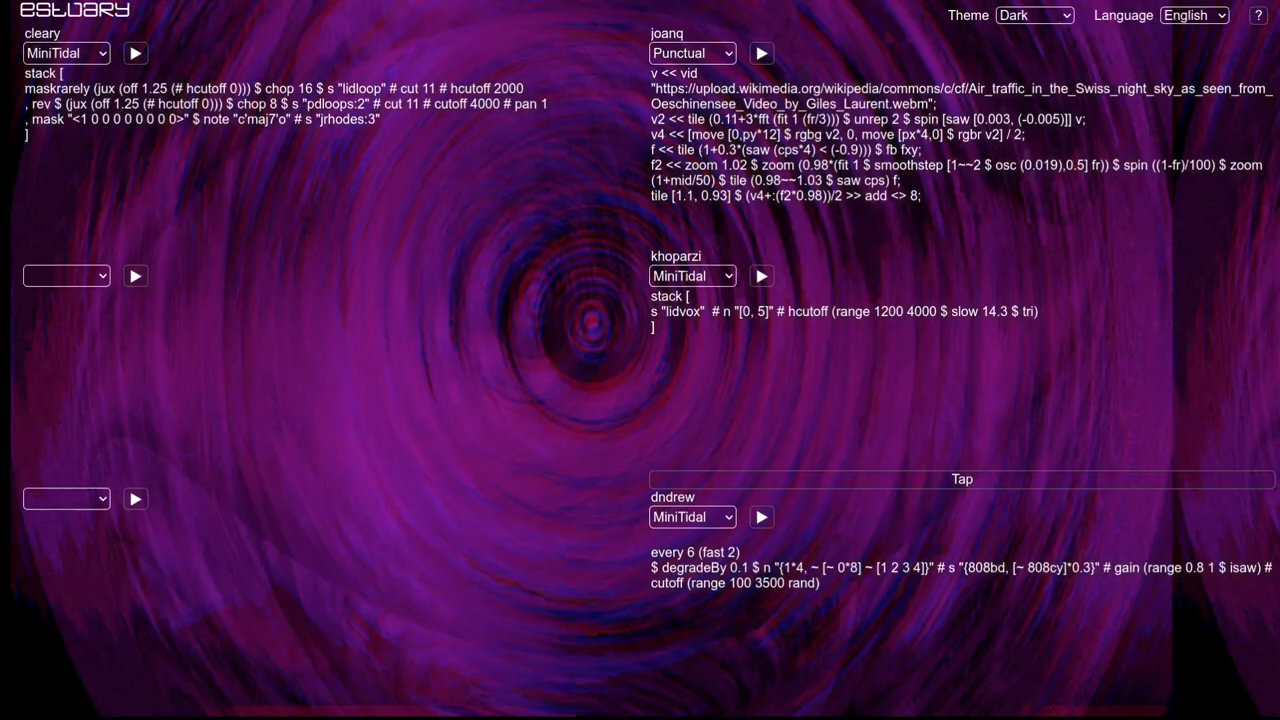 estuary
Theme Dark Language English ?
cleary
MiniTidal
stack [
maskrarely (jux (off 1.25 (# hcutoff 0))) $ chop 16 $ s "lidloop" # cut 11 # hcutoff 2000
, rev $ (jux (off 1.25 (# hcutoff 0))) $ chop 8 $ s "pdloops:2" # cut 11 # cutoff 4000 # pan 1
, mask "<1 0 0 0 0 0 0 0 0>" $ note "c'maj7'o" # s "jrhodes:3"
]
joanq
Punctual
v << vid
"https://upload.wikimedia.org/wikipedia/commons/c/cf/Air_traffic_in_the_Swiss_night_sky_as_seen_from_
Oeschinensee_Video_by_Giles_Laurent.webm";
v2 << tile (0.11+3*fft (fit 1 (fr/3))) $ unrep 2 $ spin [saw [0.003, (-0.005)]] v;
v4 << [move [0,py*12] $ rgbg v2, 0, move [px*4,0] $ rgbr v2] / 2;
f << tile (1+0.3*(saw (cps*4) < (-0.9))) $ fb fxy;
f2 << zoom 1.02 $ zoom (0.98*(fit 1 $ smoothstep [1~~2 $ osc (0.019),0.5] fr)) $ spin ((1-fr)/100) $ zoom
(1+mid/50) $ tile (0.98~~1.03 $ saw cps) f;
tile [1.1, 0.93] $ (v4+:(f2*0.98))/2 >> add <> 8;
khoparzi
MiniTidal
stack [
s "lidvox" # n "[0, 5]" # hcutoff (range 1200 4000 $ slow 14.3 $ tri)
]
Tap
dndrew
MiniTidal
every 6 (fast 2)
$ degradeBy 0.1 $ n "{1*4, ~ [~ 0*8] ~ [1 2 3 4]}" # s "{808bd, [~ 808cy]*0.3}" # gain (range 0.8 1 $ isaw) #
cutoff (range 100 3500 rand)